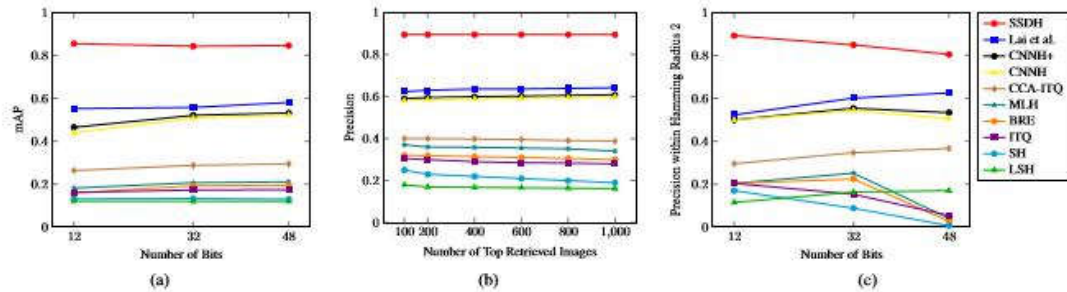 1
0.8
0.6
0.4
0.2
0
mAP
12 32 48
Number of Bits
(a)
1
0.8
0.6
0.4
0.2
0
Precision
100 200 400 600 800 1,000
Number of Top Retrieved Images
(b)
1
0.8
0.6
0.4
0.2
0
Precision within Hamming Radius 2
12 32 48
Number of Bits
(c)
SSDH
Lai et al.
CNNH+
CNNH
CCA-ITQ
MLH
BRE
ITQ
SH
LSH